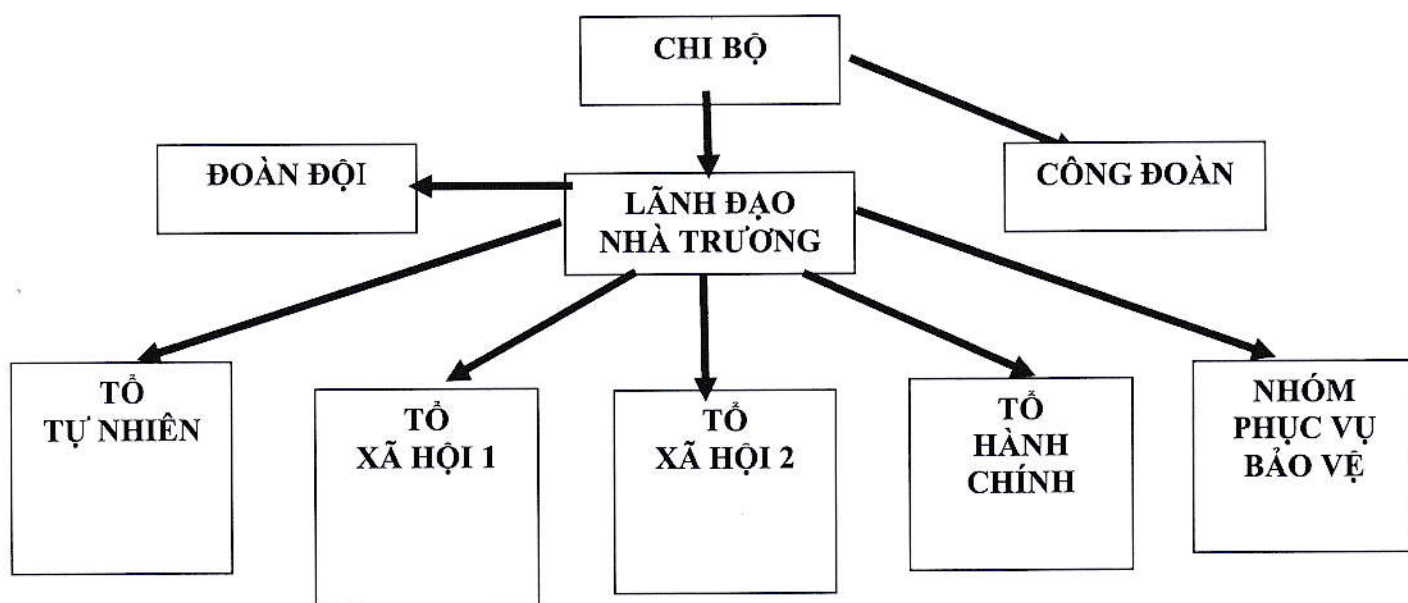 CHI BỘ
ĐOÀN ĐỘI
CÔNG ĐOÀN
LÃNH ĐẠO
NHÀ TRƯƠNG
TỔ
TỰ NHIÊN
TỔ
XÃ HỘI 1
TỔ
XÃ HỘI 2
TỔ
HÀNH
CHÍNH
NHÓM
PHỤC VỤ
BẢO VỆ